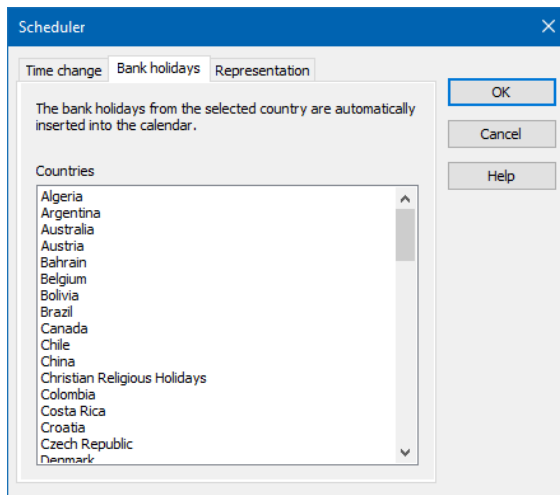 Scheduler
Time change
Bank holidays
Representation
The bank holidays from the selected country are automatically
inserted into the calendar.
Countries
Algeria
Argentina
Australia
Austria
Bahrain
Belgium
Bolivia
Brazil
Canada
Chile
China
Christian Religious Holidays
Colombia
Costa Rica
Croatia
Czech Republic
Denmark
OK
Cancel
Help